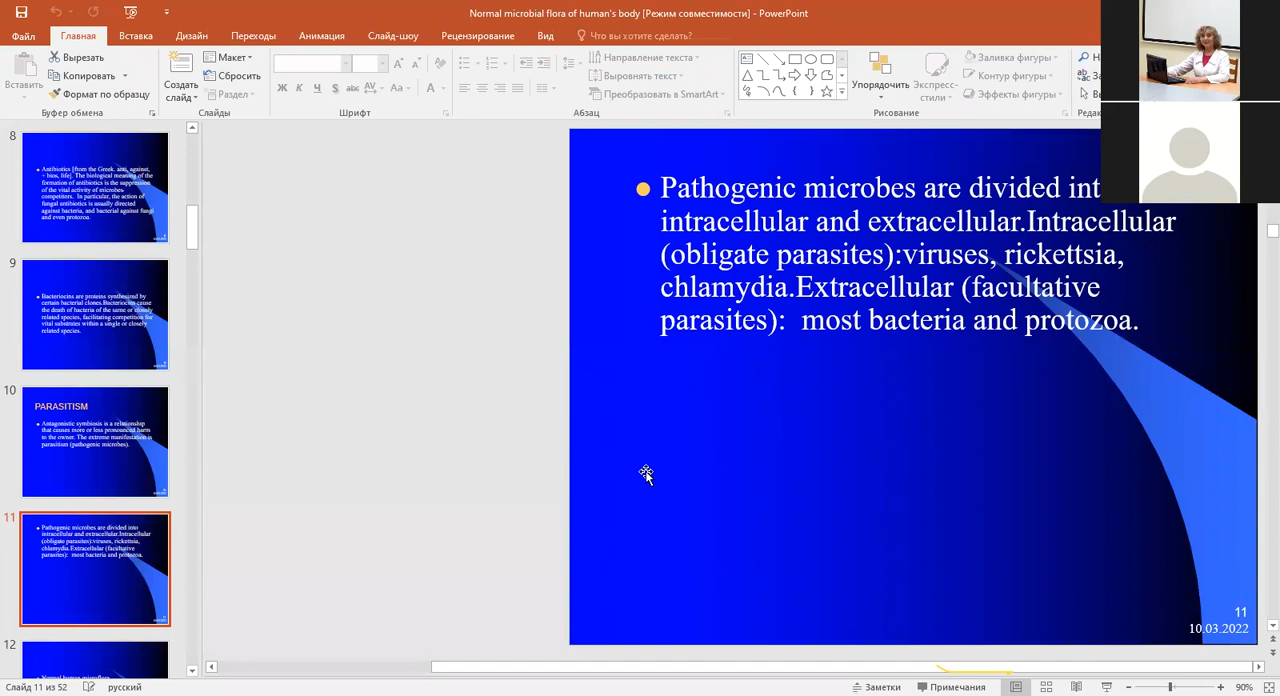 Normal microbial flora of human's body [Режим совместимости] - PowerPoint
Файл Главная Вставка Дизайн Переходы Анимация Слайд-шоу Рецензирование Вид Что вы хотите сделать?
Вставить
Вырезать
Копировать
Формат по образцу
Буфер обмена
Создать слайд
Макет
Сбросить
Раздел
Слайды
Ж К Ч S abc AV Aa A
Шрифт
Направление текста
Выровнять текст
Преобразовать в SmartArt
Абзац
Упорядочить
Экспресс-стили
Заливка фигуры
Контур фигуры
Эффекты фигуры
Рисование
8
Antibiotics [from the Greek. anti, against,
+ bios, life]. The biological meaning of the
formation of antibiotics is the suppression
of the vital activity of microbes
competitors. In particular, the action of
fungal antibiotics is usually directed
against bacteria, and bacterial against fungi
and even protozoa.
9
Bacteriocins are proteins synthesized by
certain bacterial clones.Bacteriocins cause
the death of bacteria of the same or closely
related species, facilitating competition for
vital substrates within a single or closely
related species.
10
PARASITISM
Antagonistic symbiosis is a relationship
that causes more or less pronounced harm
to the owner. The extreme manifestation is
parasitism (pathogenic microbes).
11
Pathogenic microbes are divided into
intracellular and extracellular.Intracellular
(obligate parasites):viruses, rickettsia,
chlamydia.Extracellular (facultative
parasites): most bacteria and protozoa.
12
Normal human microflora
Pathogenic microbes are divided int
intracellular and extracellular.Intracellular
(obligate parasites):viruses, rickettsia,
chlamydia.Extracellular (facultative
parasites): most bacteria and protozoa.
11
10.03.2022
Слайд 11 из 52 русский Заметки Примечания 90%